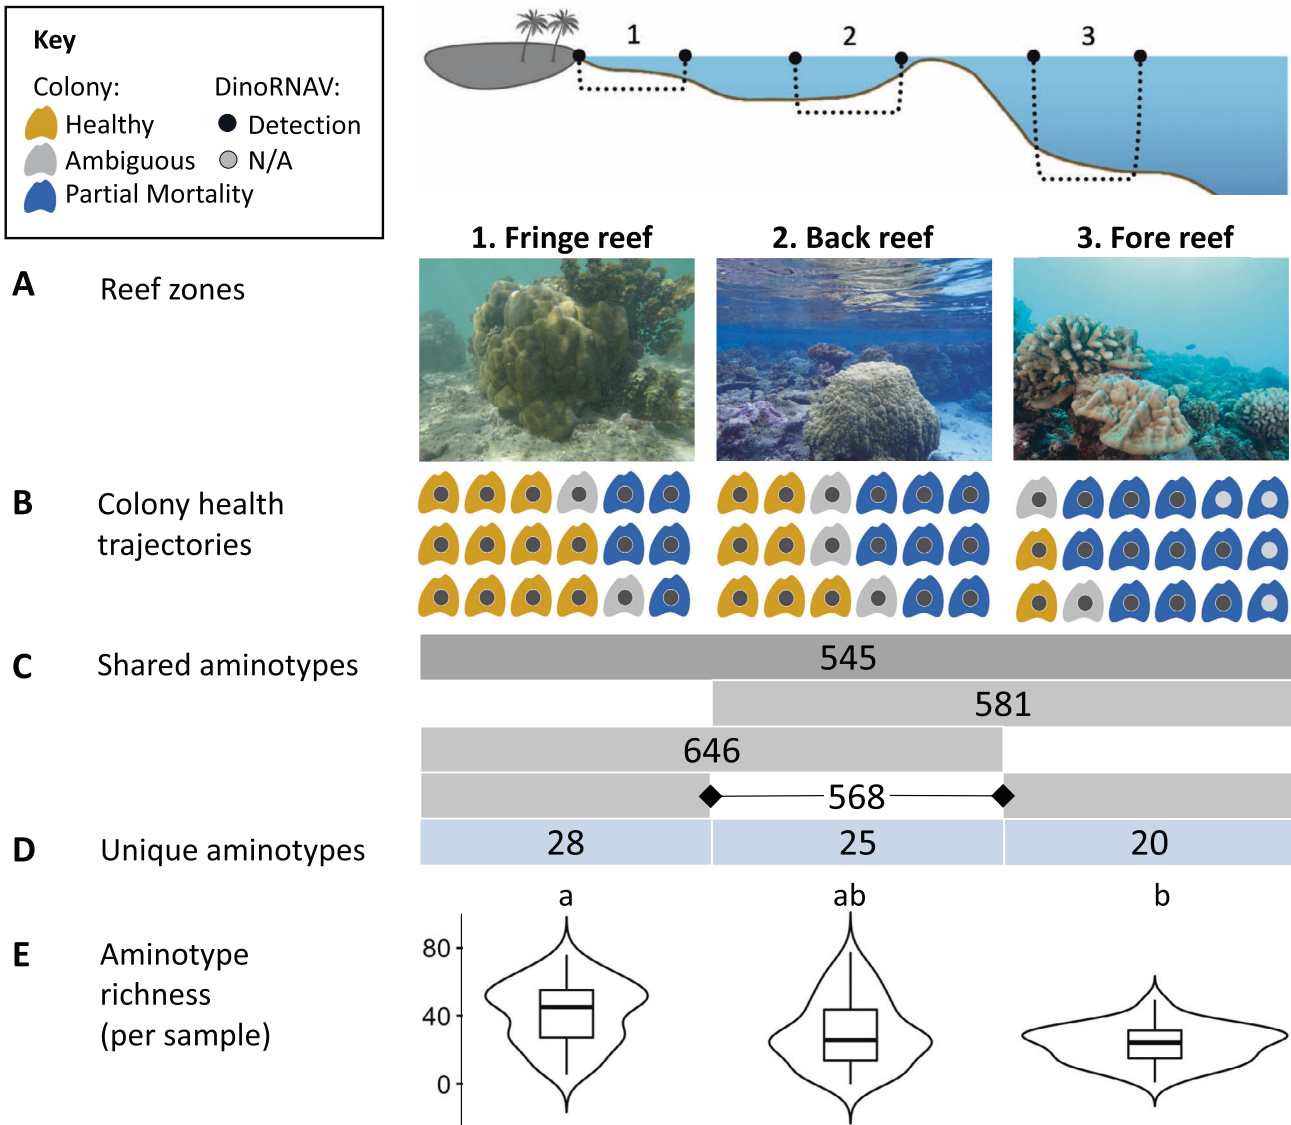 Key
Colony: DinoRNAV:
Healthy Detection
Ambiguous N/A
Partial Mortality
1 2 3
1. Fringe reef 2. Back reef 3. Fore reef
A Reef zones
B Colony health
trajectories
C Shared aminotypes 545
581
646
568
D Unique aminotypes 28 25 20
a ab b
E Aminotype
richness
(per sample)
80
40
0